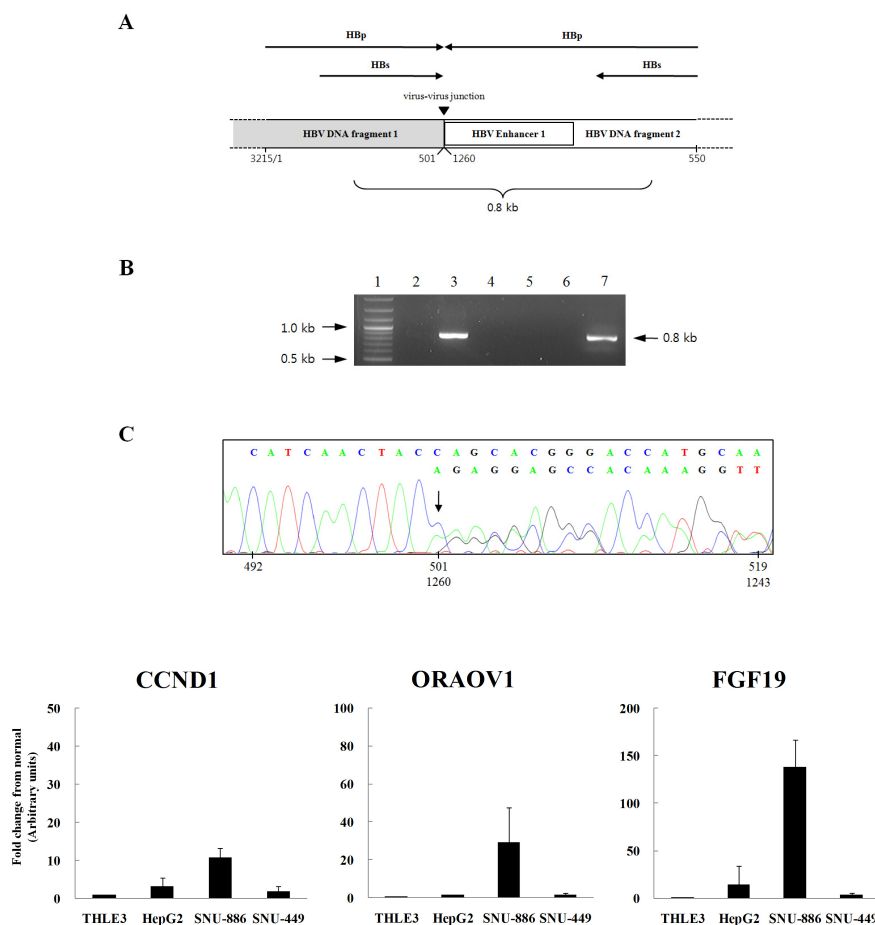 A
HBp HBp
HBs HBs
virus-virus junction
HBV DNA fragment 1 HBV Enhancer 1 HBV DNA fragment 2
3215/1 501 1260 550
0.8 kb
B
1 2 3 4 5 6 7
1.0 kb
0.8 kb
0.5 kb
C
C A T C A A C T A C C A G C A C G G G A C C A T G C A A
A G A G G A G C C A C A A A G G T T
492 501 519
1260 1243
CCND1 ORAOV1 FGF19
Fold change from normal
(Arbitrary units)
50 40 30 20 10 0
100 80 60 40 20 0
200 150 100 50 0
THLE3 HepG2 SNU-886 SNU-449
THLE3 HepG2 SNU-886 SNU-449
THLE3 HepG2 SNU-886 SNU-449